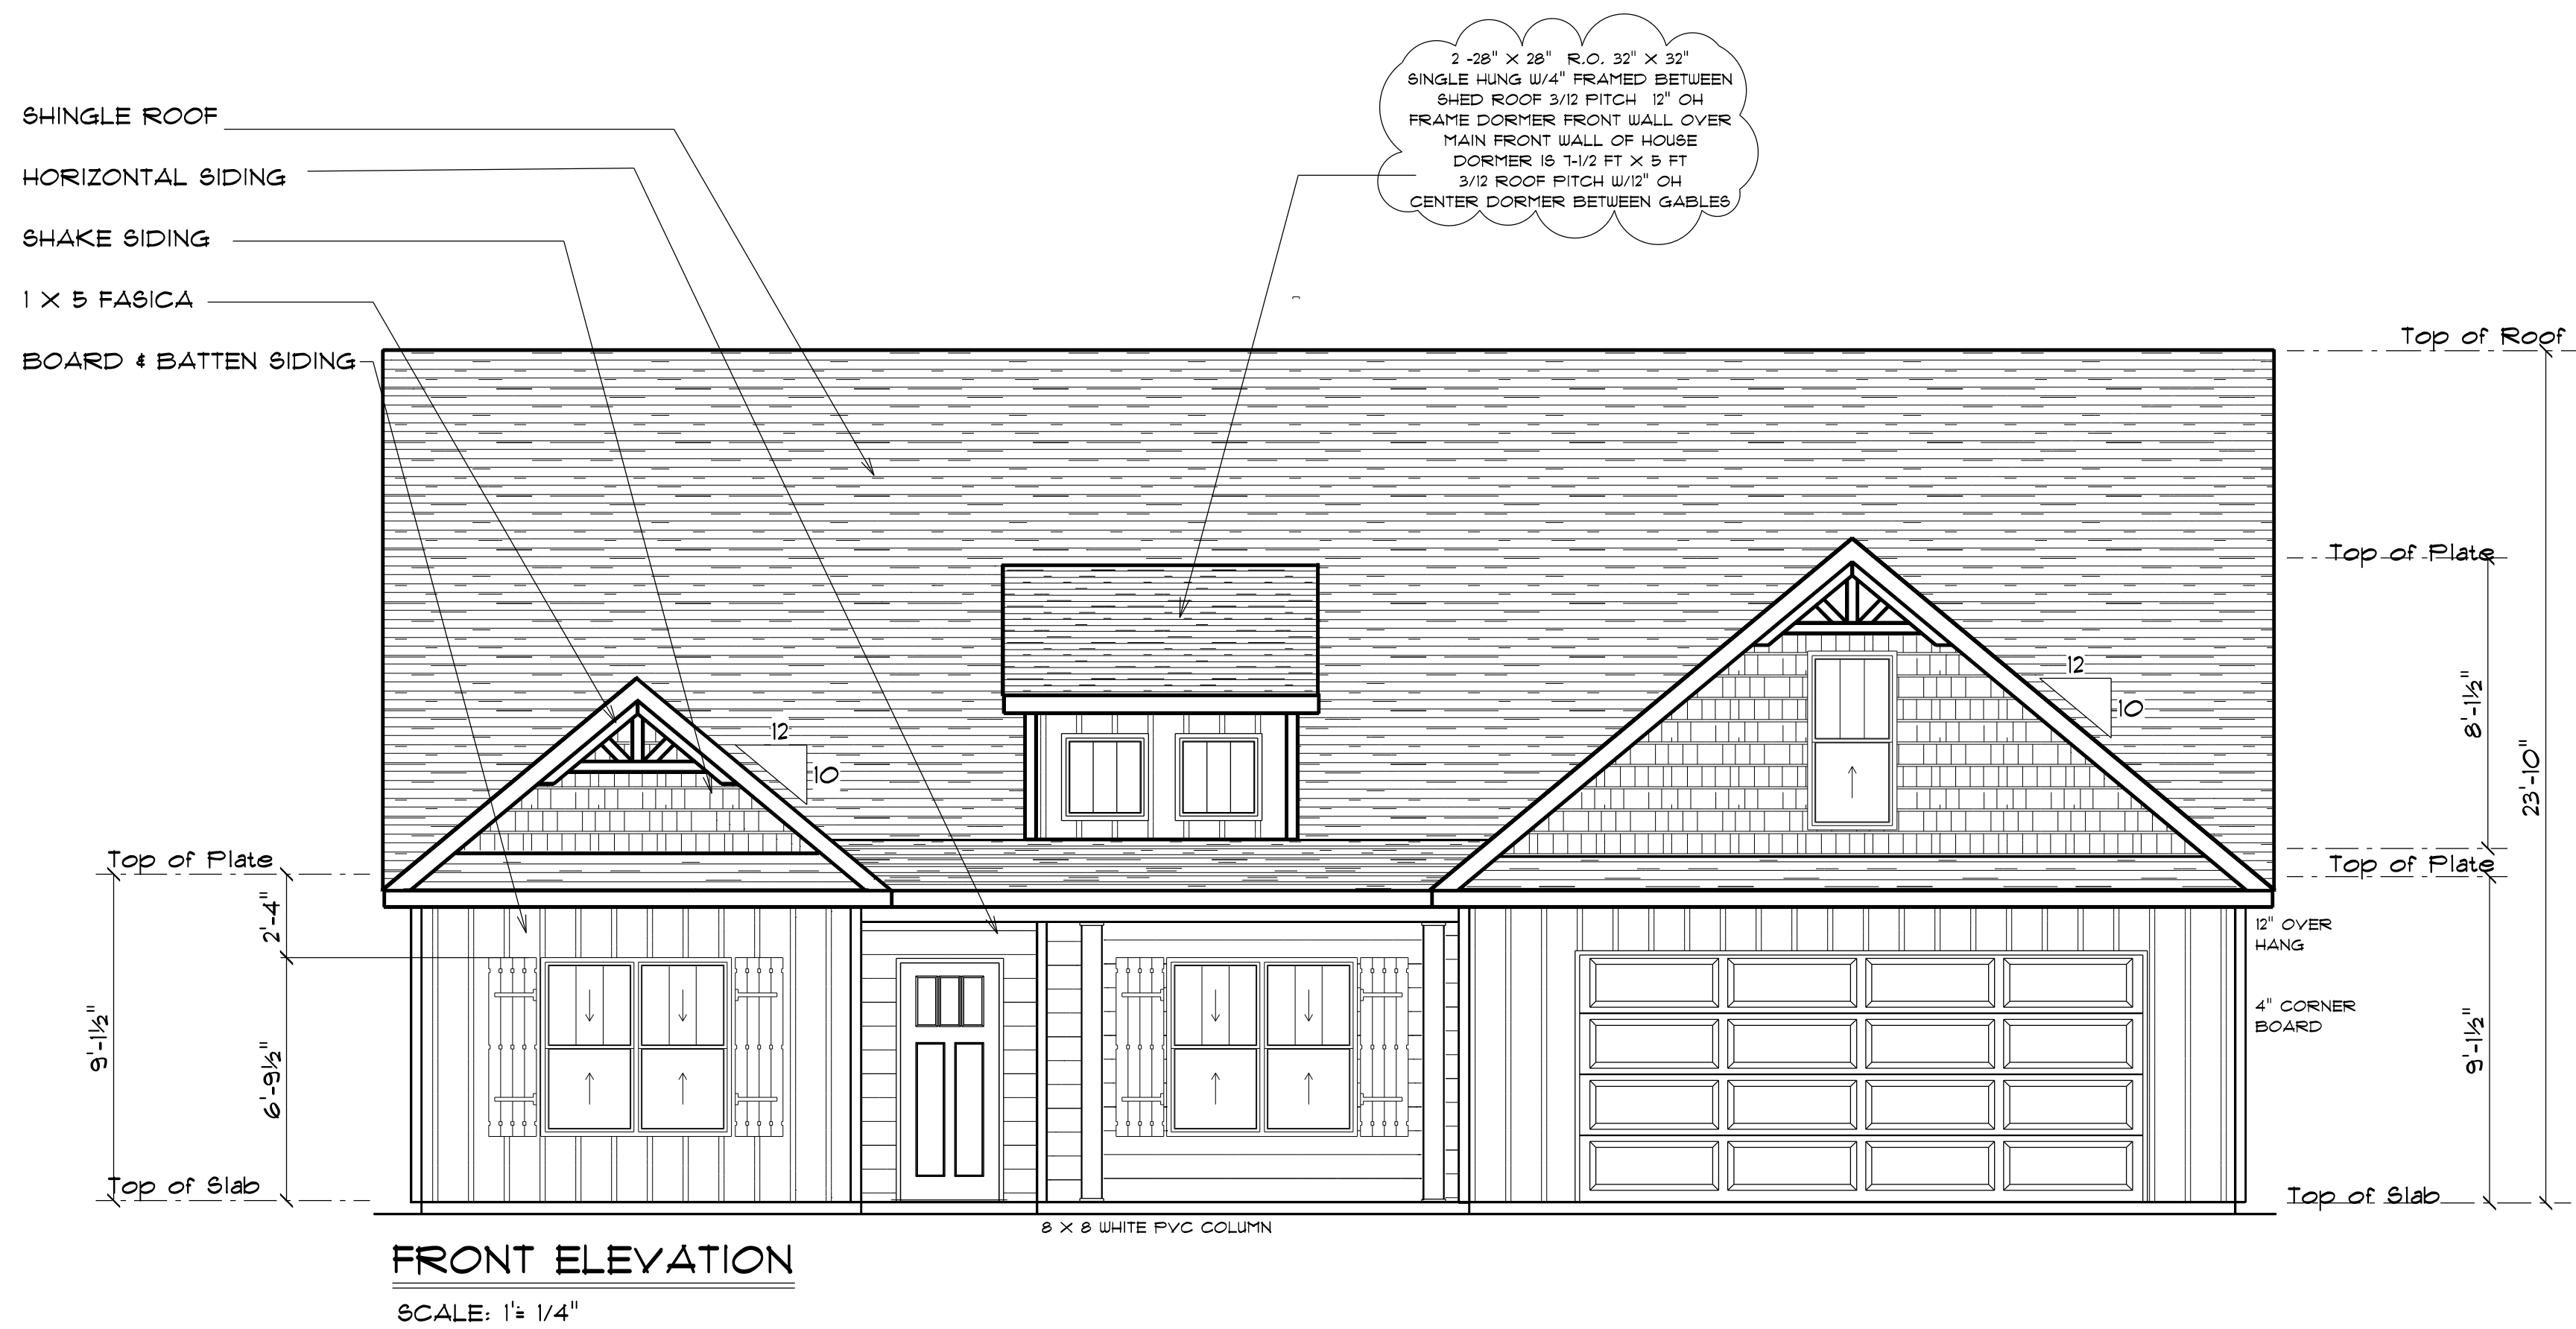 2 -28" X 28" R.O. 32" X 32"
SINGLE HUNG W/4" FRAMED BETWEEN
SHED ROOF 3/12 PITCH 12" OH
FRAME DORMER FRONT WALL OVER
MAIN FRONT WALL OF HOUSE
DORMER IS 7-1/2 FT X 5 FT
3/12 ROOF PITCH W/12" OH
CENTER DORMER BETWEEN GABLES
SHINGLE ROOF
HORIZONTAL SIDING
SHAKE SIDING
1 X 5 FASICA
BOARD & BATTEN SIDING
Top of Roof
Top of Plate
12
10
8'-1½"
23'-10"
12
10
Top of Plate
Top of Plate
2'-4"
12" OVER
HANG
9'-1½"
6'-9½"
4" CORNER
BOARD
9'-1½"
Top of Slab
Top of Slab
8 X 8 WHITE PVC COLUMN
FRONT ELEVATION
SCALE: 1'= 1/4"